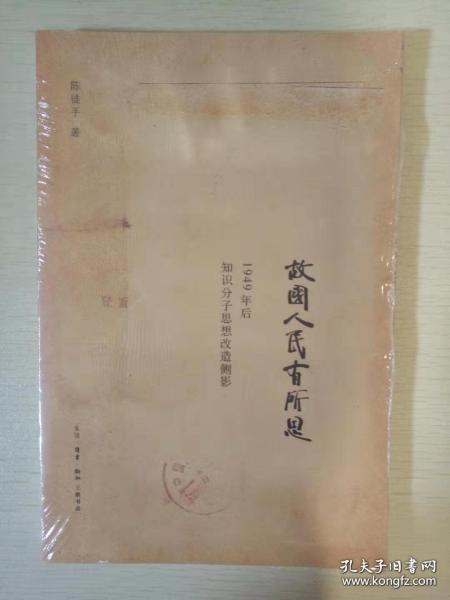 故國人民有所思
1949年后
知识分子思想改造侧影
陈徒手 著
生活·读书·新知 三联书店
孔夫子旧书网
www.kongfz.com